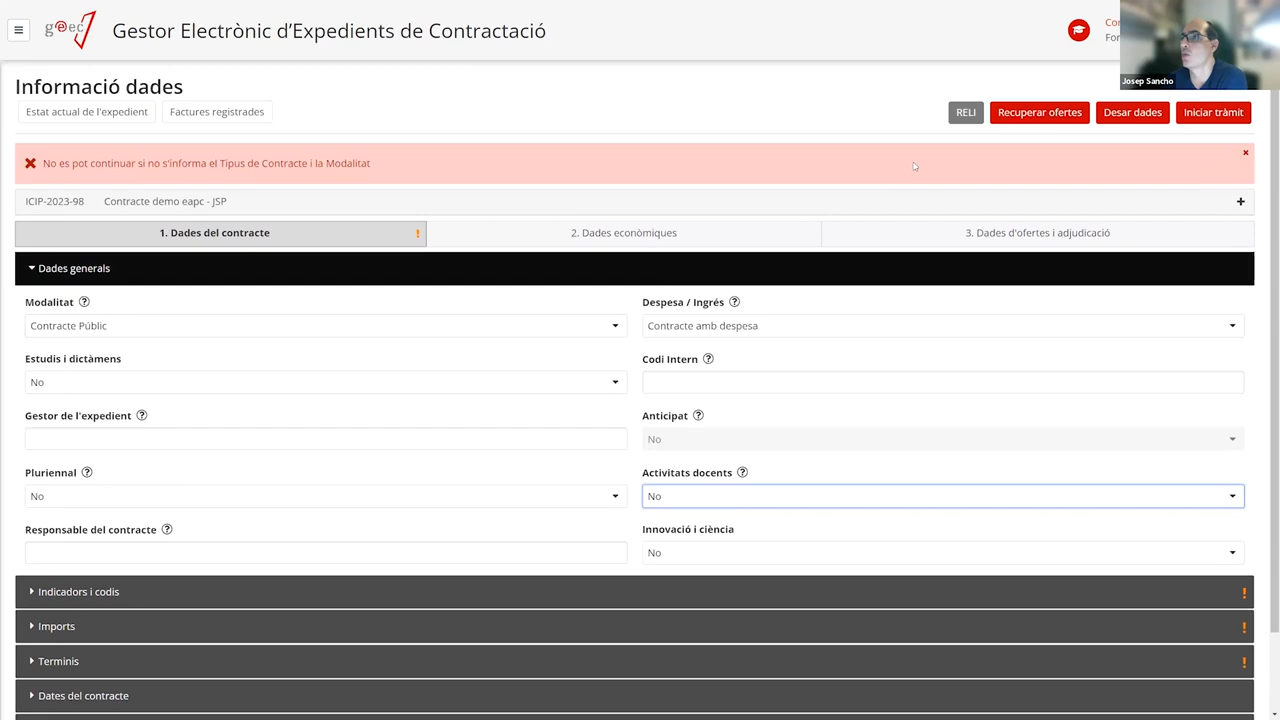 geec
Gestor Electrònic d'Expedients de Contractació
Josep Sancho
Informació dades
Estat actual de l'expedient
Factures registrades
RELI
Recuperar ofertes
Desar dades
Iniciar tràmit
No es pot continuar si no s'informa el Tipus de Contracte i la Modalitat
ICIP-2023-98 Contracte demo eapc - JSP
1. Dades del contracte !
2. Dades econòmiques
3. Dades d'ofertes i adjudicació
Dades generals
Modalitat
Contracte Públic
Despesa / Ingrés
Contracte amb despesa
Estudis i dictàmens
No
Codi Intern
Gestor de l'expedient
Anticipat
No
Pluriennal
No
Activitats docents
No
Responsable del contracte
Innovació i ciència
No
Indicadors i codis !
Imports !
Terminis !
Dates del contracte